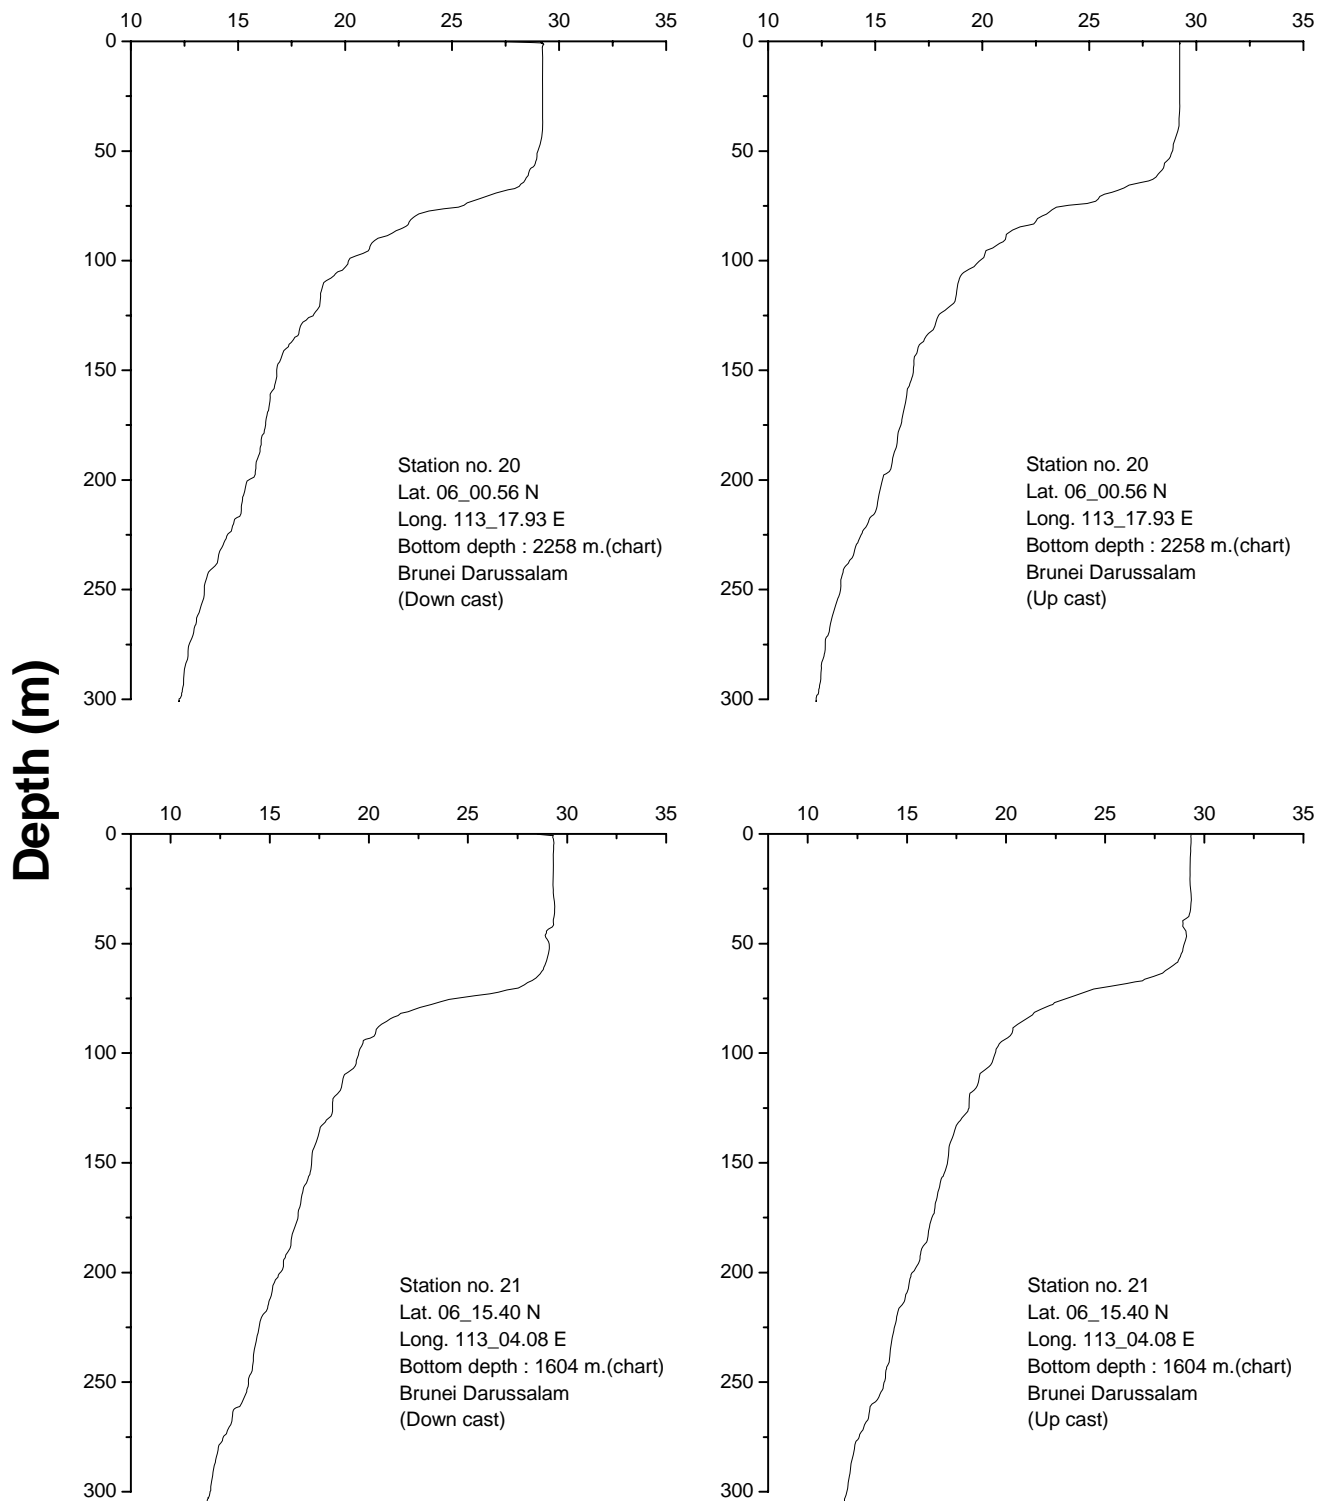 10 15 20 25 30 35
0
50
100
150
200
250
300
Station no. 20
Lat. 06_00.56 N
Long. 113_17.93 E
Bottom depth : 2258 m.(chart)
Brunei Darussalam
(Down cast)
10 15 20 25 30 35
0
50
100
150
200
250
300
Station no. 20
Lat. 06_00.56 N
Long. 113_17.93 E
Bottom depth : 2258 m.(chart)
Brunei Darussalam
(Up cast)
Depth (m)
10 15 20 25 30 35
0
50
100
150
200
250
300
Station no. 21
Lat. 06_15.40 N
Long. 113_04.08 E
Bottom depth : 1604 m.(chart)
Brunei Darussalam
(Down cast)
10 15 20 25 30 35
0
50
100
150
200
250
300
Station no. 21
Lat. 06_15.40 N
Long. 113_04.08 E
Bottom depth : 1604 m.(chart)
Brunei Darussalam
(Up cast)